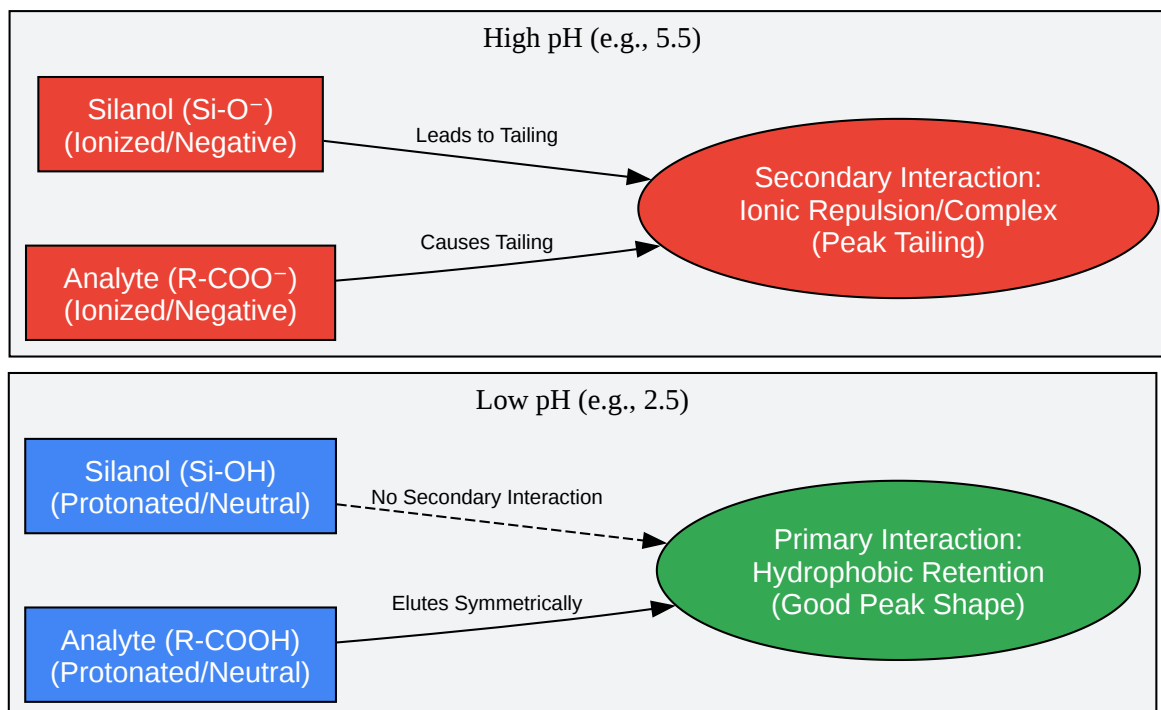 High pH (e.g., 5.5)
Silanol (Si-O⁻)
(Ionized/Negative)
Leads to Tailing
Analyte (R-COO⁻)
(Ionized/Negative)
Causes Tailing
Secondary Interaction:
Ionic Repulsion/Complex
(Peak Tailing)
Low pH (e.g., 2.5)
Silanol (Si-OH)
(Protonated/Neutral)
No Secondary Interaction
Analyte (R-COOH)
(Protonated/Neutral)
Elutes Symmetrically
Primary Interaction:
Hydrophobic Retention
(Good Peak Shape)